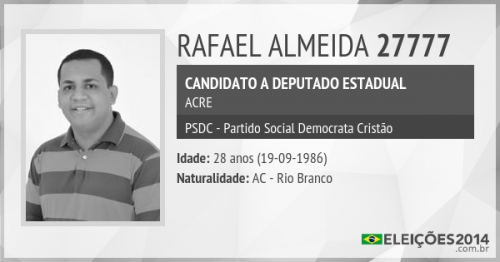 RAFAEL ALMEIDA 27777
CANDIDATO A DEPUTADO ESTADUAL
ACRE
PSDC - Partido Social Democrata Cristão
Idade: 28 anos (19-09-1986)
Naturalidade: AC - Rio Branco
ELEIÇÕES2014
.com.br